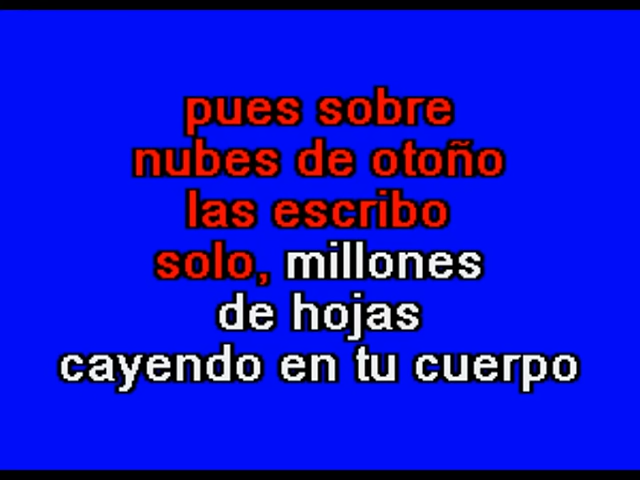 pues sobre
nubes de otoño
las escribo
solo, millones
de hojas
cayendo en tu cuerpo